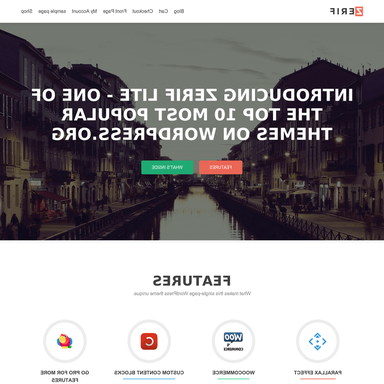 ZERIF
Shop sample page My Account Front Page Checkout Cart Blog
INTRODUCING ZERIF LITE - ONE OF
THE TOP 10 MOST POPULAR
THEMES ON WORDPRESS.ORG
FEATURES WHAT'S INSIDE
FEATURES
What makes this single-page WordPress theme unique.
WOO
COMMERCE
PARALLAX EFFECT WOOCOMMERCE CUSTOM CONTENT BLOCKS GO PRO FOR MORE
FEATURES